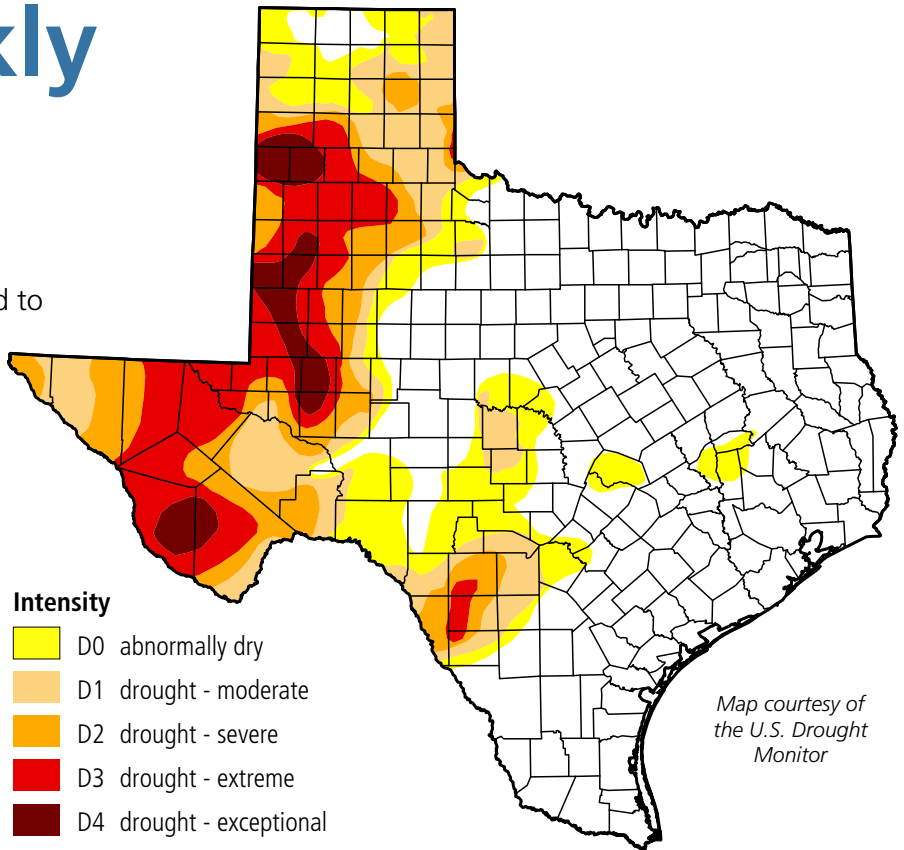 kly
d to
Intensity
D0 abnormally dry
D1 drought - moderate
D2 drought - severe
D3 drought - extreme
D4 drought - exceptional
Map courtesy of
the U.S. Drought
Monitor